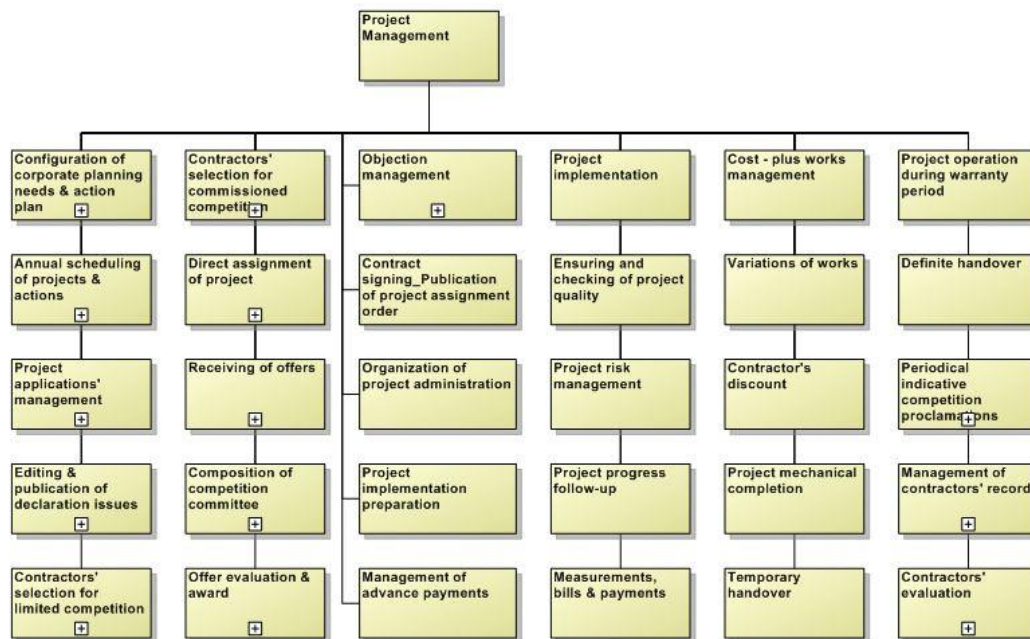 Project
Management
Configuration of
corporate planning
needs & action
plan
Contractors'
selection for
commissioned
competition
Objection
management
Project
implementation
Cost - plus works
management
Project operation
during warranty
period
Annual scheduling
of projects &
actions
Direct assignment
of project
Contract
signing_Publication
of project assignment
order
Ensuring and
checking of project
quality
Variations of works
Definite handover
Project
applications'
management
Receiving of offers
Organization of
project administration
Project risk
management
Contractor's
discount
Periodical
indicative
competition
proclamations
Editing &
publication of
declaration issues
Composition of
competition
committee
Project
implementation
preparation
Project progress
follow-up
Project mechanical
completion
Management of
contractors' record
Contractors'
selection for
limited competition
Offer evaluation &
award
Management of
advance payments
Measurements,
bills & payments
Temporary
handover
Contractors'
evaluation